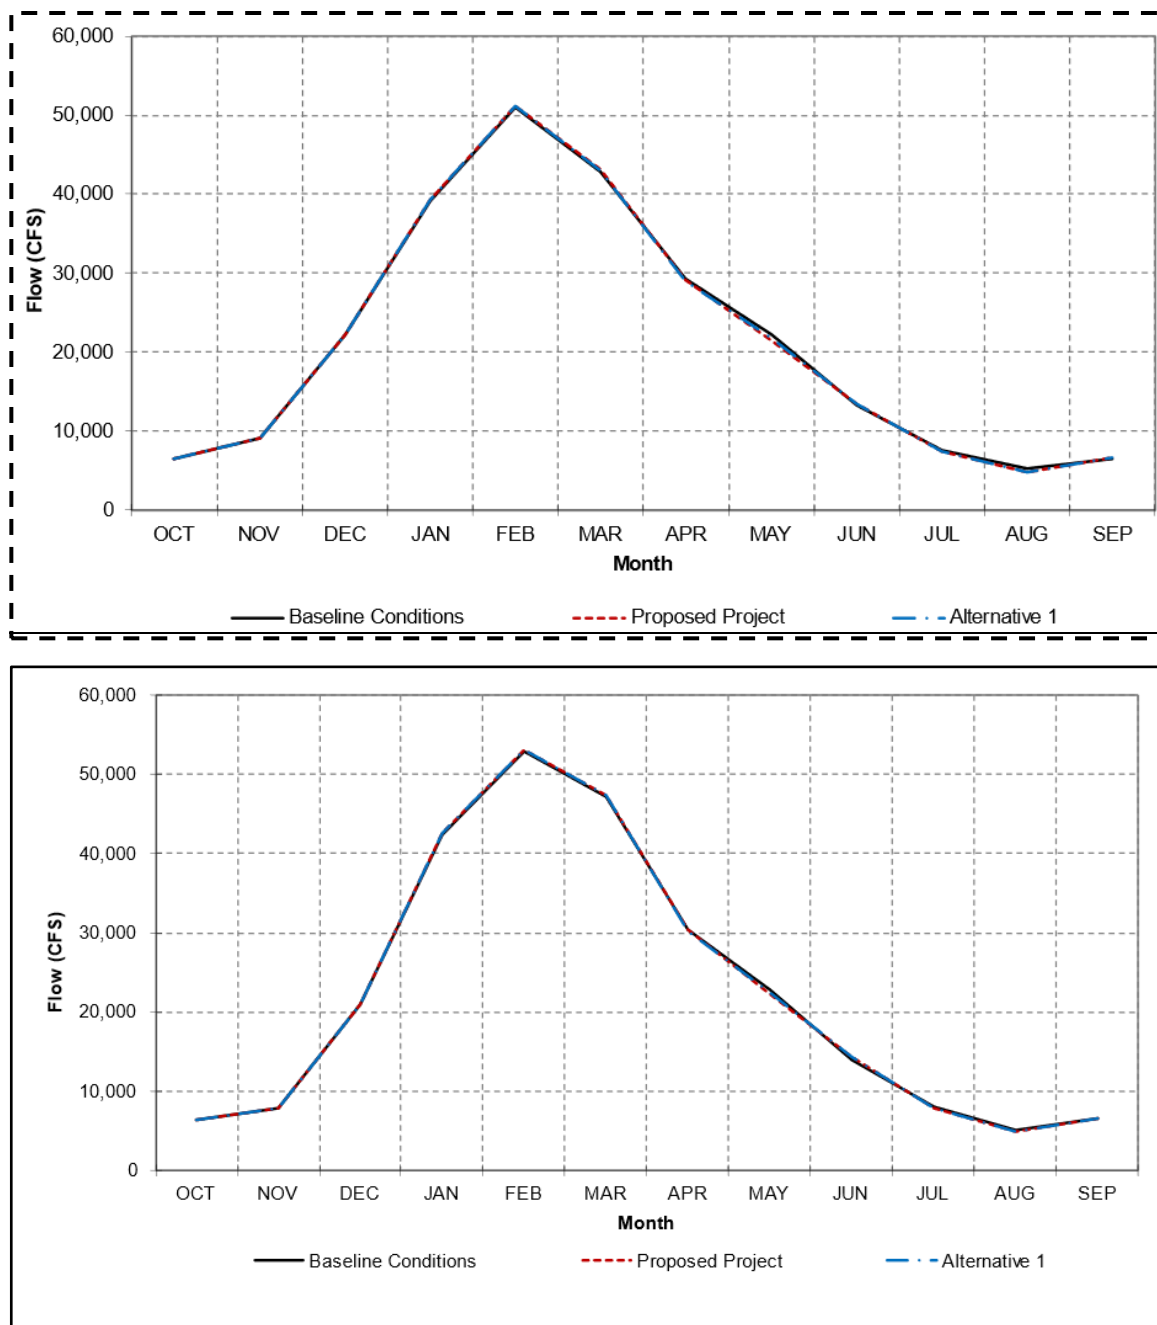 60,000
50,000
40,000
30,000
20,000
10,000
0
Flow (CFS)
OCT NOV DEC JAN FEB MAR APR MAY JUN JUL AUG SEP
Month
Baseline Conditions Proposed Project Alternative 1
60,000
50,000
40,000
30,000
20,000
10,000
0
Flow (CFS)
OCT NOV DEC JAN FEB MAR APR MAY JUN JUL AUG SEP
Month
Baseline Conditions Proposed Project Alternative 1